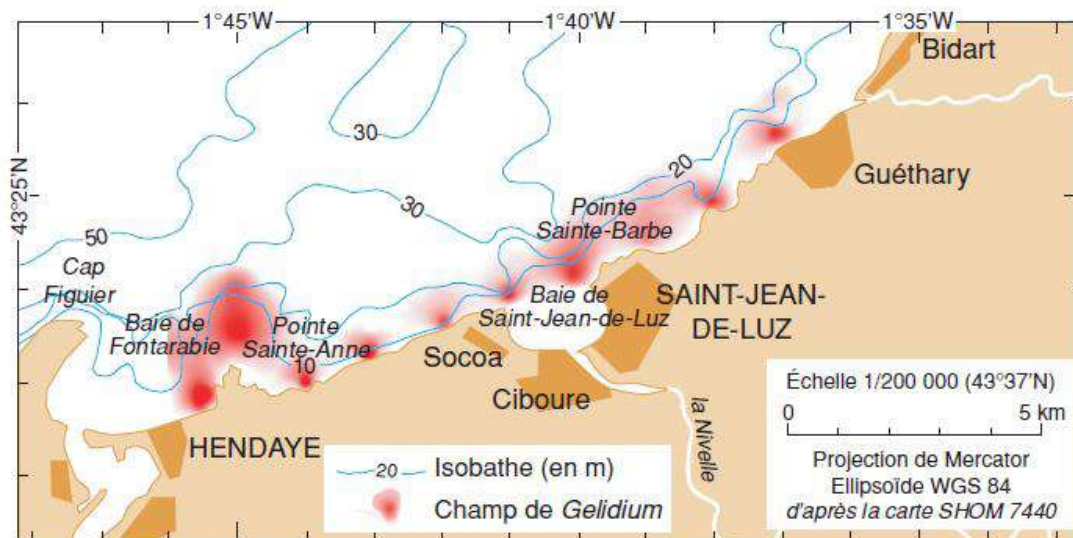 1°45'W
1°40'W
1°35'W
Bidart
30
20
Guéthary
43°25'N
30
Pointe
Sainte-Barbe
50
Cap
Figuier
Baie de
Fontarabie
Pointe
Sainte-Anne
10
Baie de
Saint-Jean-de-Luz
SAINT-JEAN-
DE-LUZ
Socoa
Ciboure
la Nivelle
HENDAYE
20 Isobathe (en m)
Champ de Gelidium
Échelle 1/200 000 (43°37'N)
0 5 km
Projection de Mercator
Ellipsoïde WGS 84
d'après la carte SHOM 7440